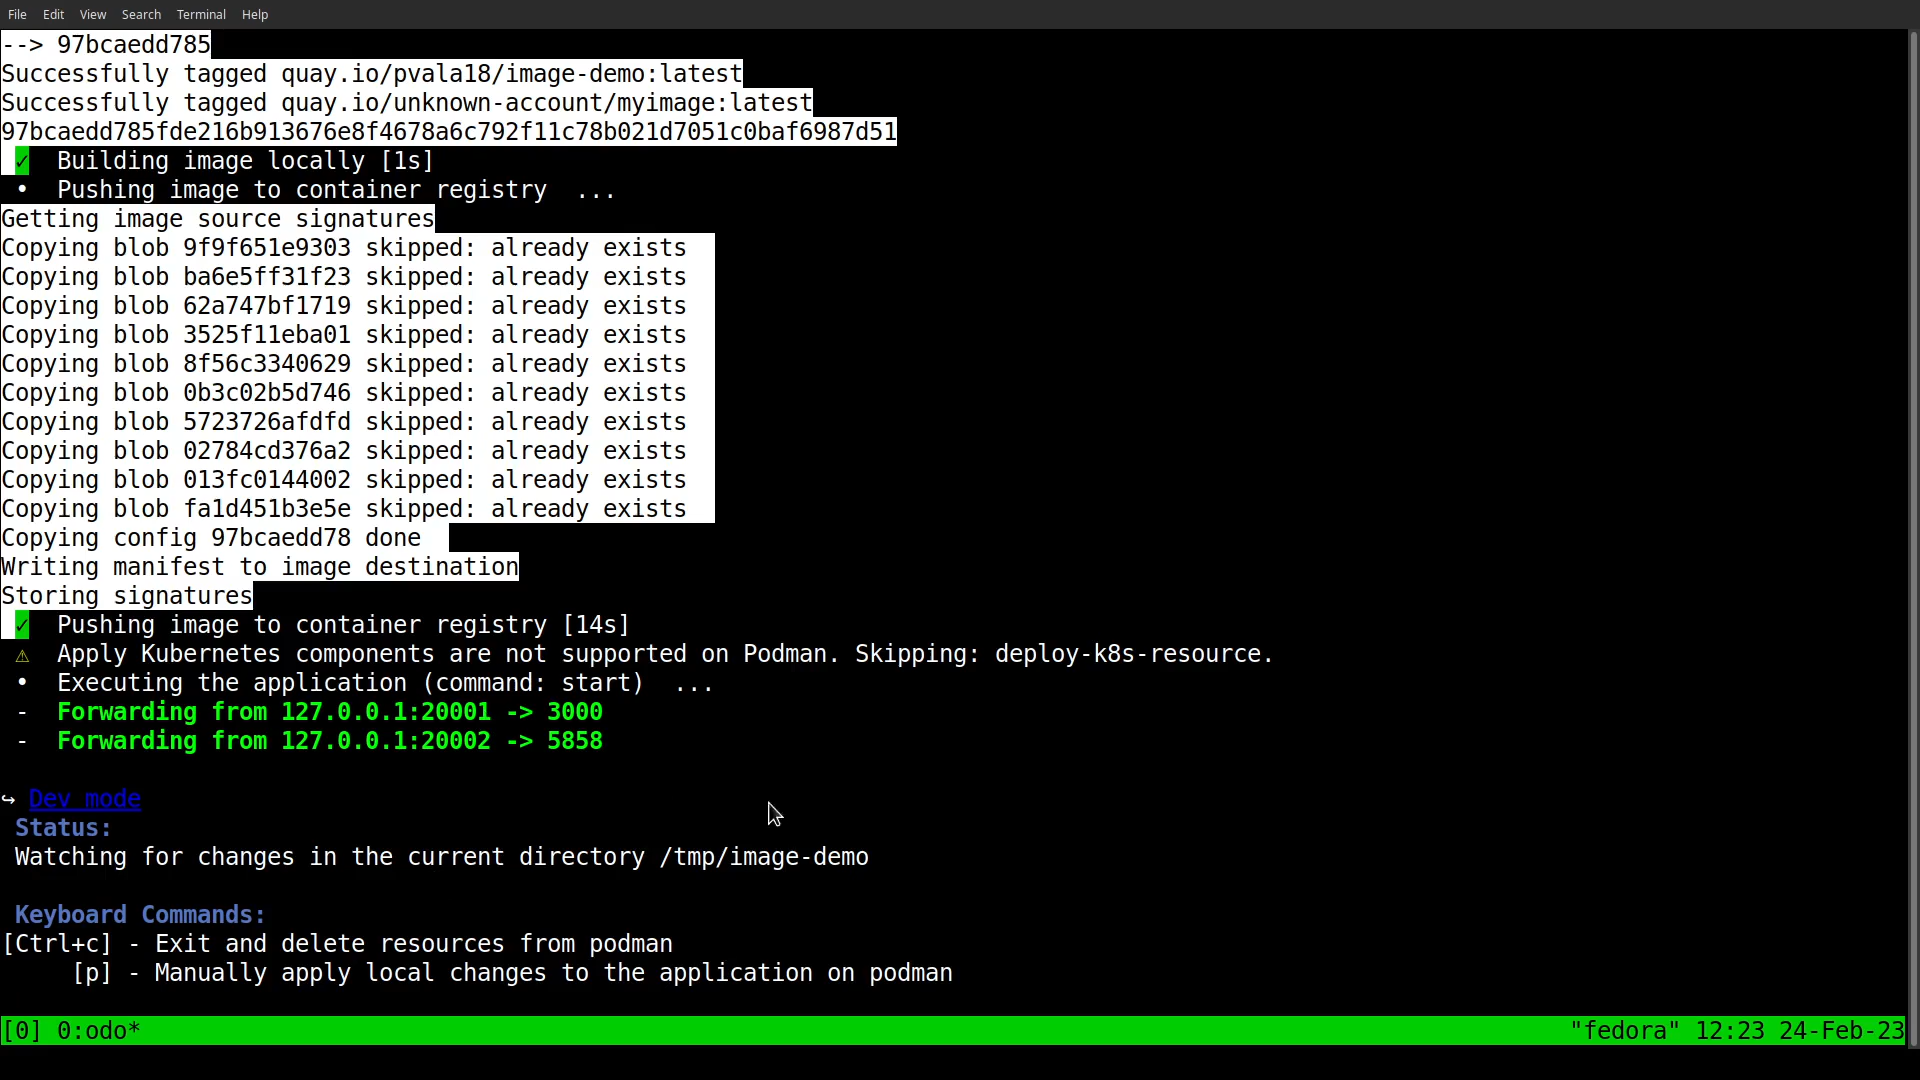 File Edit View Search Terminal Help
--> 97bcaedd785
Successfully tagged quay.io/pvala18/image-demo:latest
Successfully tagged quay.io/unknown-account/myimage:latest
97bcaedd785fde216b913676e8f4678a6c792f11c78b021d7051c0baf6987d51
✓ Building image locally [1s]
• Pushing image to container registry ...
Getting image source signatures
Copying blob 9f9f651e9303 skipped: already exists
Copying blob ba6e5ff31f23 skipped: already exists
Copying blob 62a747bf1719 skipped: already exists
Copying blob 3525f11eba01 skipped: already exists
Copying blob 8f56c3340629 skipped: already exists
Copying blob 0b3c02b5d746 skipped: already exists
Copying blob 5723726afdfd skipped: already exists
Copying blob 02784cd376a2 skipped: already exists
Copying blob 013fc0144002 skipped: already exists
Copying blob fa1d451b3e5e skipped: already exists
Copying config 97bcaedd78 done
Writing manifest to image destination
Storing signatures
✓ Pushing image to container registry [14s]
⚠ Apply Kubernetes components are not supported on Podman. Skipping: deploy-k8s-resource.
• Executing the application (command: start) ...
- Forwarding from 127.0.0.1:20001 -> 3000
- Forwarding from 127.0.0.1:20002 -> 5858
↪ Dev mode
Status:
Watching for changes in the current directory /tmp/image-demo
Keyboard Commands:
[Ctrl+c] - Exit and delete resources from podman
[p] - Manually apply local changes to the application on podman
[0] 0:odo* "fedora" 12:23 24-Feb-23